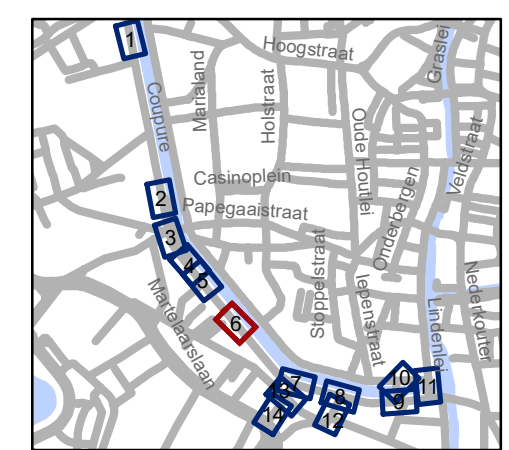 1
Hoogstraat
Graslei
Coupure
Marialand
Holstraat
Oude Houtlei
Veldstraat
Casinoplein
2
Papegaaistraat
Onderbergen
3
4
5
Stoppelstraat
Iepenstraat
Nederkouter
Martelaarslaan
6
Lindenlei
7
10
11
13
8
9
14
12